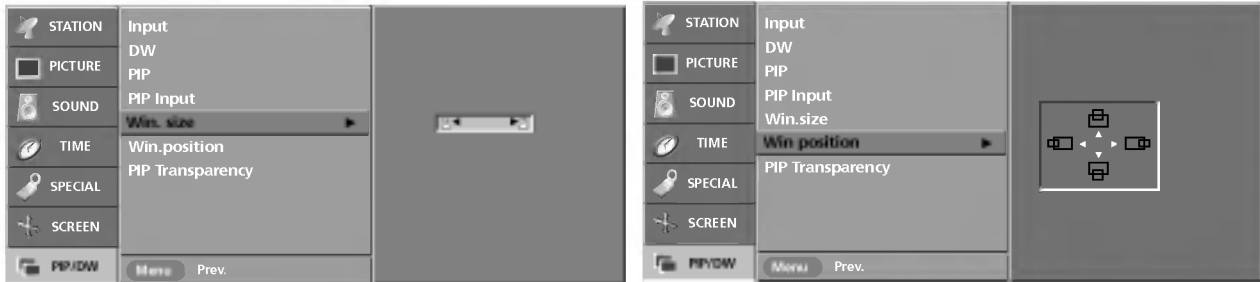 STATION
PICTURE
SOUND
TIME
SPECIAL
SCREEN
PIP/DW
Input
DW
PIP
PIP Input
Win. size
Win.position
PIP Transparency
Menu Prev.
STATION
PICTURE
SOUND
TIME
SPECIAL
SCREEN
PIP/DW
Input
DW
PIP
PIP Input
Win.size
Win position
PIP Transparency
Menu Prev.